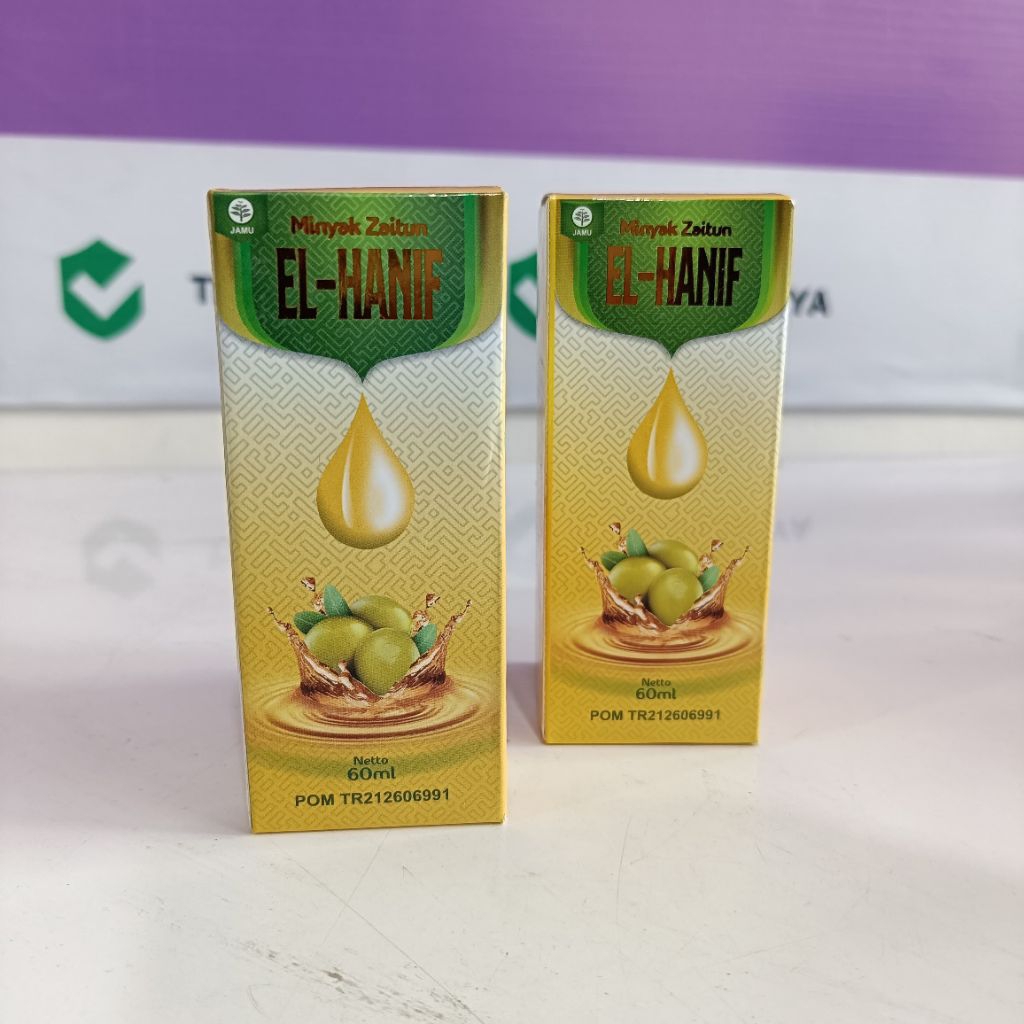 JAMU
Minyak Zaitun
EL-HANIF
Netto
60ml
POM TR212606991
JAMU
Minyak Zaitun
EL-HANIF
Netto
60ml
POM TR212606991